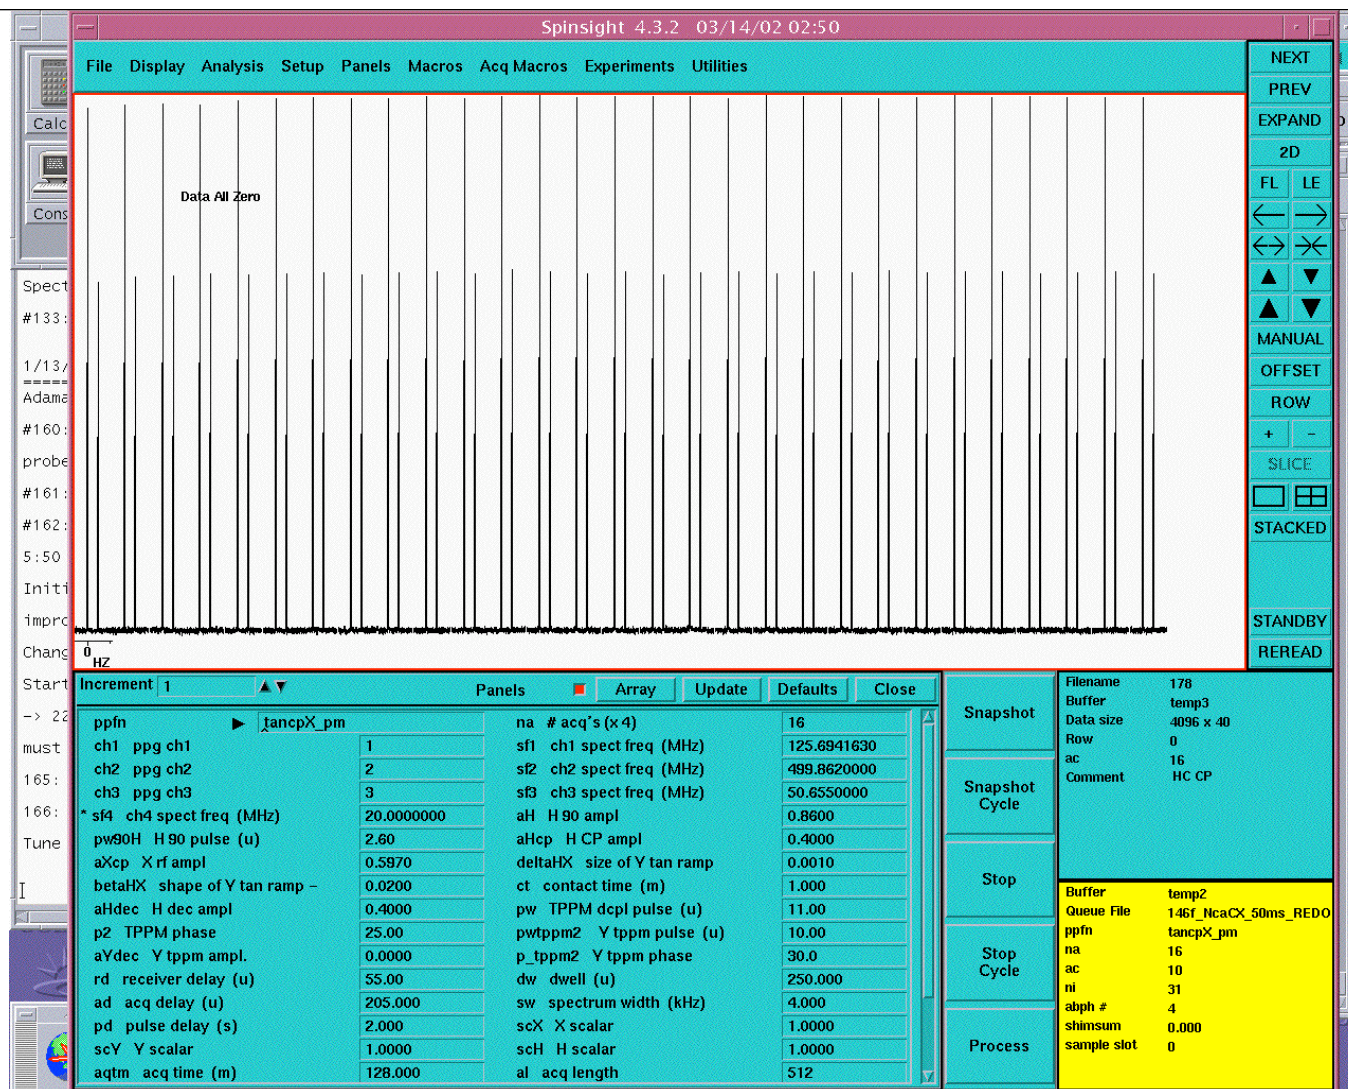 Spinsight 4.3.2 03/14/02 02:50
File Display Analysis Setup Panels Macros Acq Macros Experiments Utilities
NEXT
PREV
EXPAND
2D
FL LE
MANUAL
OFFSET
ROW
+ -
SLICE
STACKED
STANDBY
REREAD
Calc
Cons
Spect
#133:
1/13/
=====
Adama
#160:
probe
#161:
#162:
5:50
Initi
impro
Chang
Start
-> 22
must
165:
166:
Tune
Data All Zero
0
HZ
Increment 1 Panels Array Update Defaults Close
ppfn tancpX_pm na # acq's (x 4) 16
ch1 ppg ch1 1 sf1 ch1 spect freq (MHz) 125.6941630
ch2 ppg ch2 2 sf2 ch2 spect freq (MHz) 499.8620000
ch3 ppg ch3 3 sf3 ch3 spect freq (MHz) 50.6550000
* sf4 ch4 spect freq (MHz) 20.0000000 aH H 90 ampl 0.8600
pw90H H 90 pulse (u) 2.60 aHcp H CP ampl 0.4000
aXcp X rf ampl 0.5970 deltaHX size of Y tan ramp 0.0010
betaHX shape of Y tan ramp - 0.0200 ct contact time (m) 1.000
aHdec H dec ampl 0.4000 pw TPPM dcpl pulse (u) 11.00
p2 TPPM phase 25.00 pwtppm2 Y tppm pulse (u) 10.00
aYdec Y tppm ampl. 0.0000 p_tppm2 Y tppm phase 30.0
rd receiver delay (u) 55.00 dw dwell (u) 250.000
ad acq delay (u) 205.000 sw spectrum width (kHz) 4.000
pd pulse delay (s) 2.000 scX X scalar 1.0000
scY Y scalar 1.0000 scH H scalar 1.0000
aqtm acq time (m) 128.000 al acq length 512
Snapshot
Snapshot
Cycle
Stop
Stop
Cycle
Process
Filename 178
Buffer temp3
Data size 4096 x 40
Row 0
ac 16
Comment HC CP
Buffer temp2
Queue File 146f_NcaCX_50ms_REDO
ppfn tancpX_pm
na 16
ac 10
ni 31
abph # 4
shimsum 0.000
sample slot 0